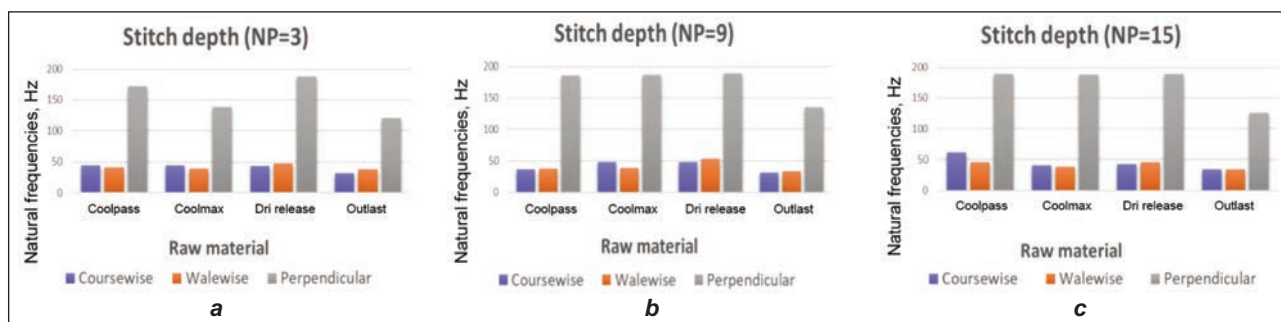 Stitch depth (NP=3)
Natural frequencies, Hz
200
150
100
50
0
Coolpass Coolmax Dri release Outlast
Raw material
Coursewise Walewise Perpendicular
a
Stitch depth (NP=9)
Natural frequencies, Hz
200
150
100
50
0
Coolpass Coolmax Dri release Outlast
Raw material
Coursewise Walewise Perpendicular
b
Stitch depth (NP=15)
Natural frequencies, Hz
200
150
100
50
0
Coolpass Coolmax Dri release Outlast
Raw material
Coursewise Walewise Perpendicular
c